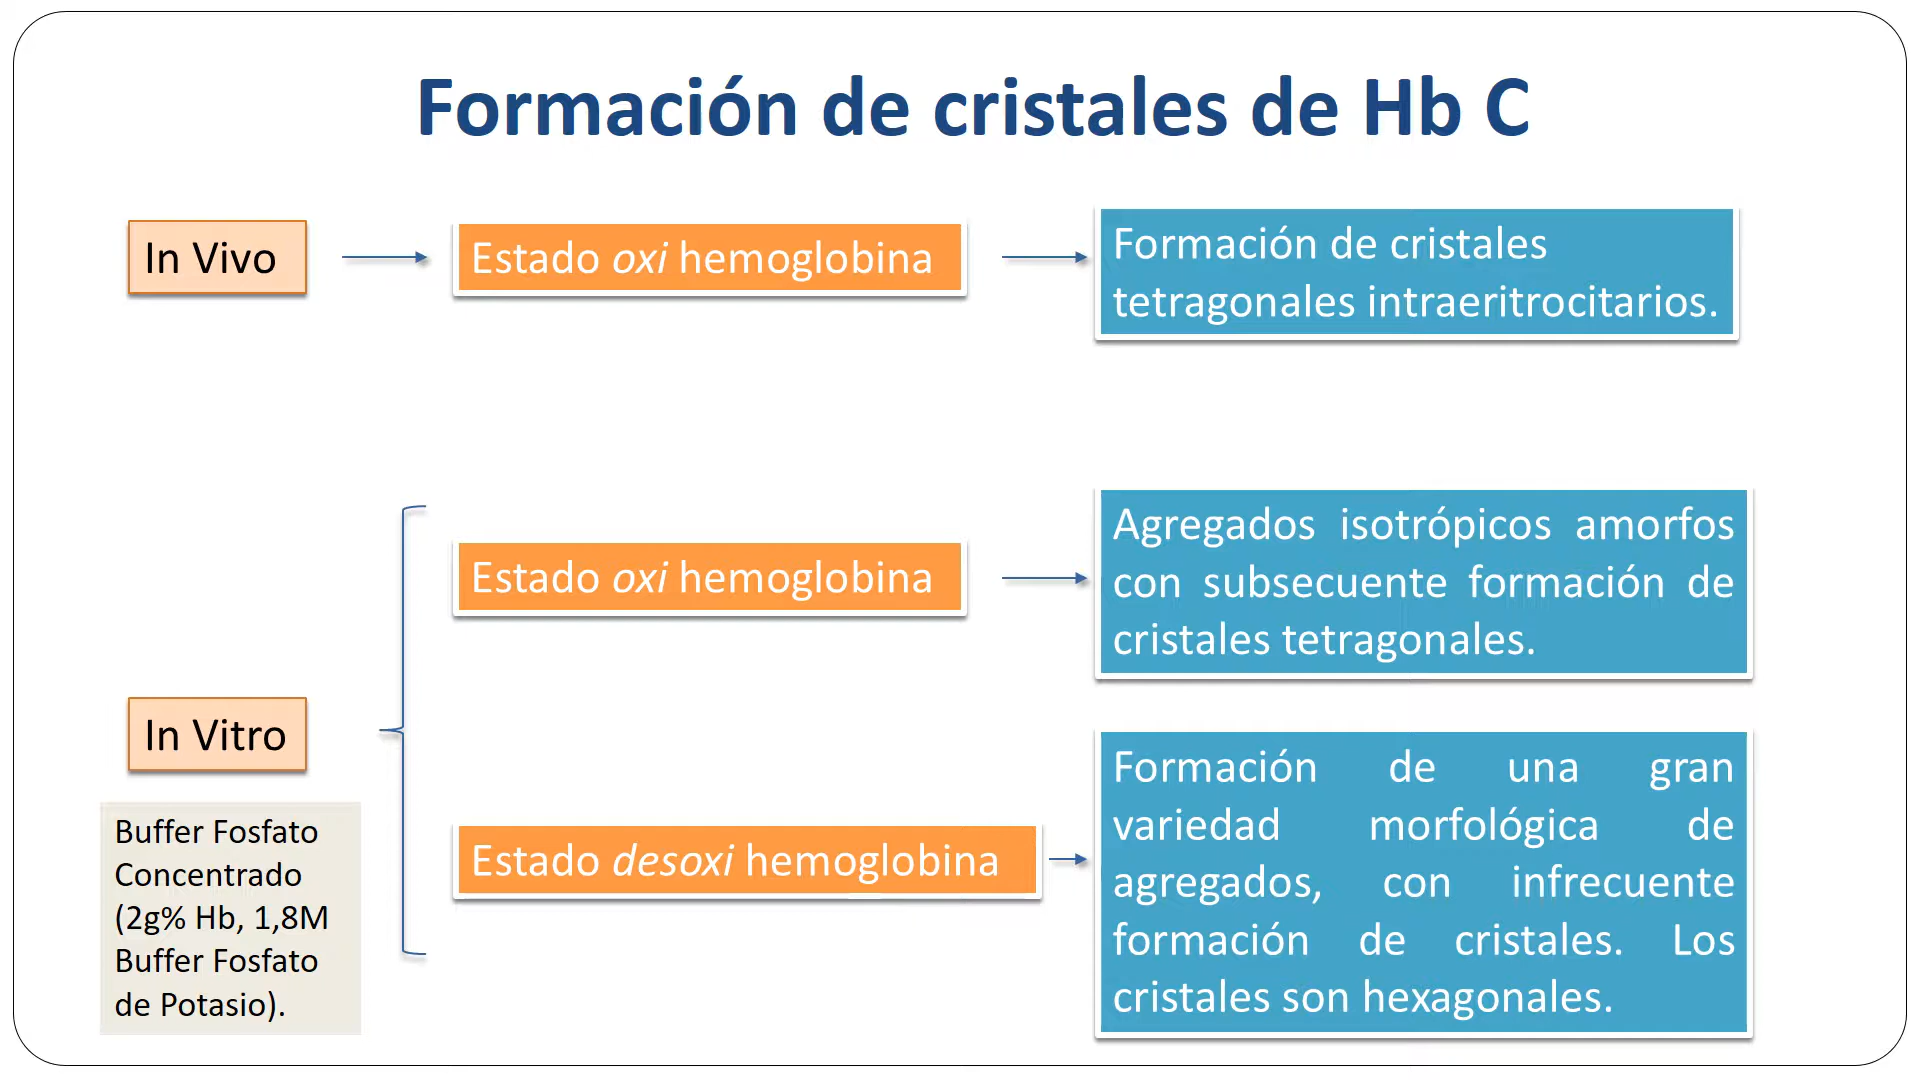 Formación de cristales de Hb C
In Vivo
Estado oxi hemoglobina
Formación de cristales
tetragonales intraeritrocitarios.
In Vitro
Buffer Fosfato
Concentrado
(2g% Hb, 1,8M
Buffer Fosfato
de Potasio).
Estado oxi hemoglobina
Agregados isotrópicos amorfos
con subsecuente formación de
cristales tetragonales.
Estado desoxi hemoglobina
Formación de una gran
variedad morfológica de
agregados, con infrecuente
formación de cristales. Los
cristales son hexagonales.